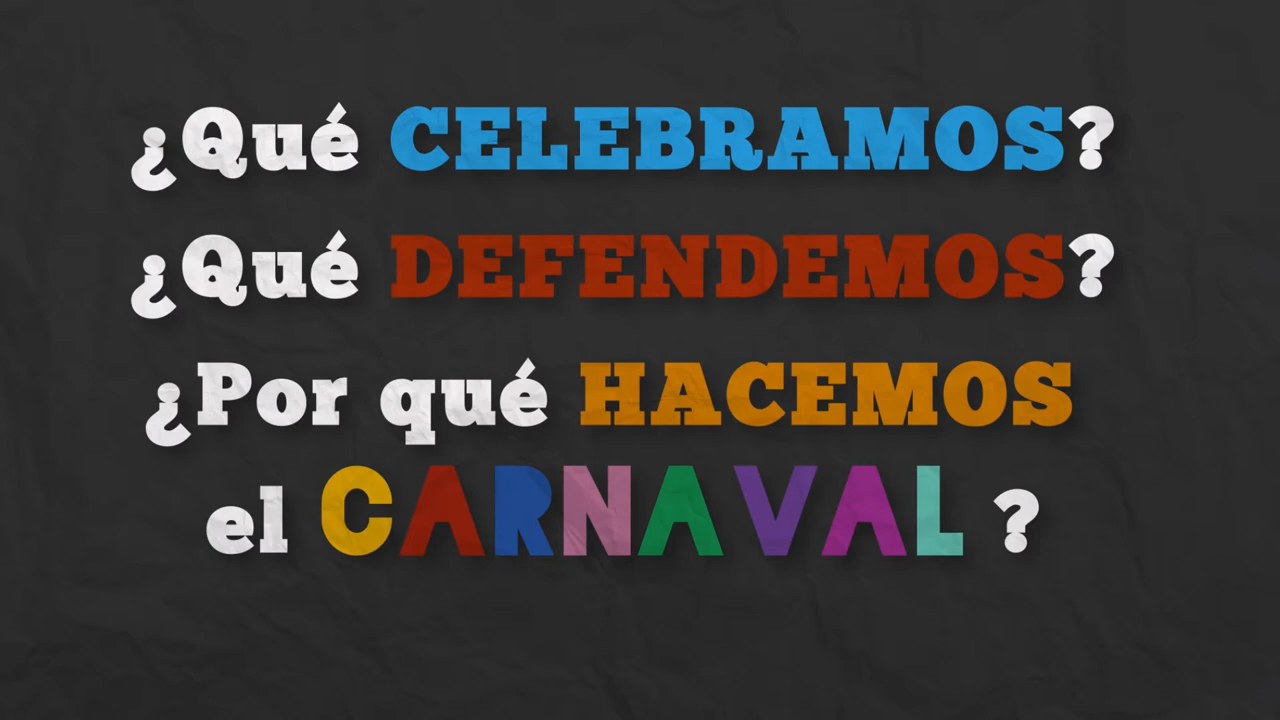 ¿Qué CELEBRAMOS?
¿Qué DEFENDEMOS?
¿Por qué HACEMOS
el CARNAVAL ?